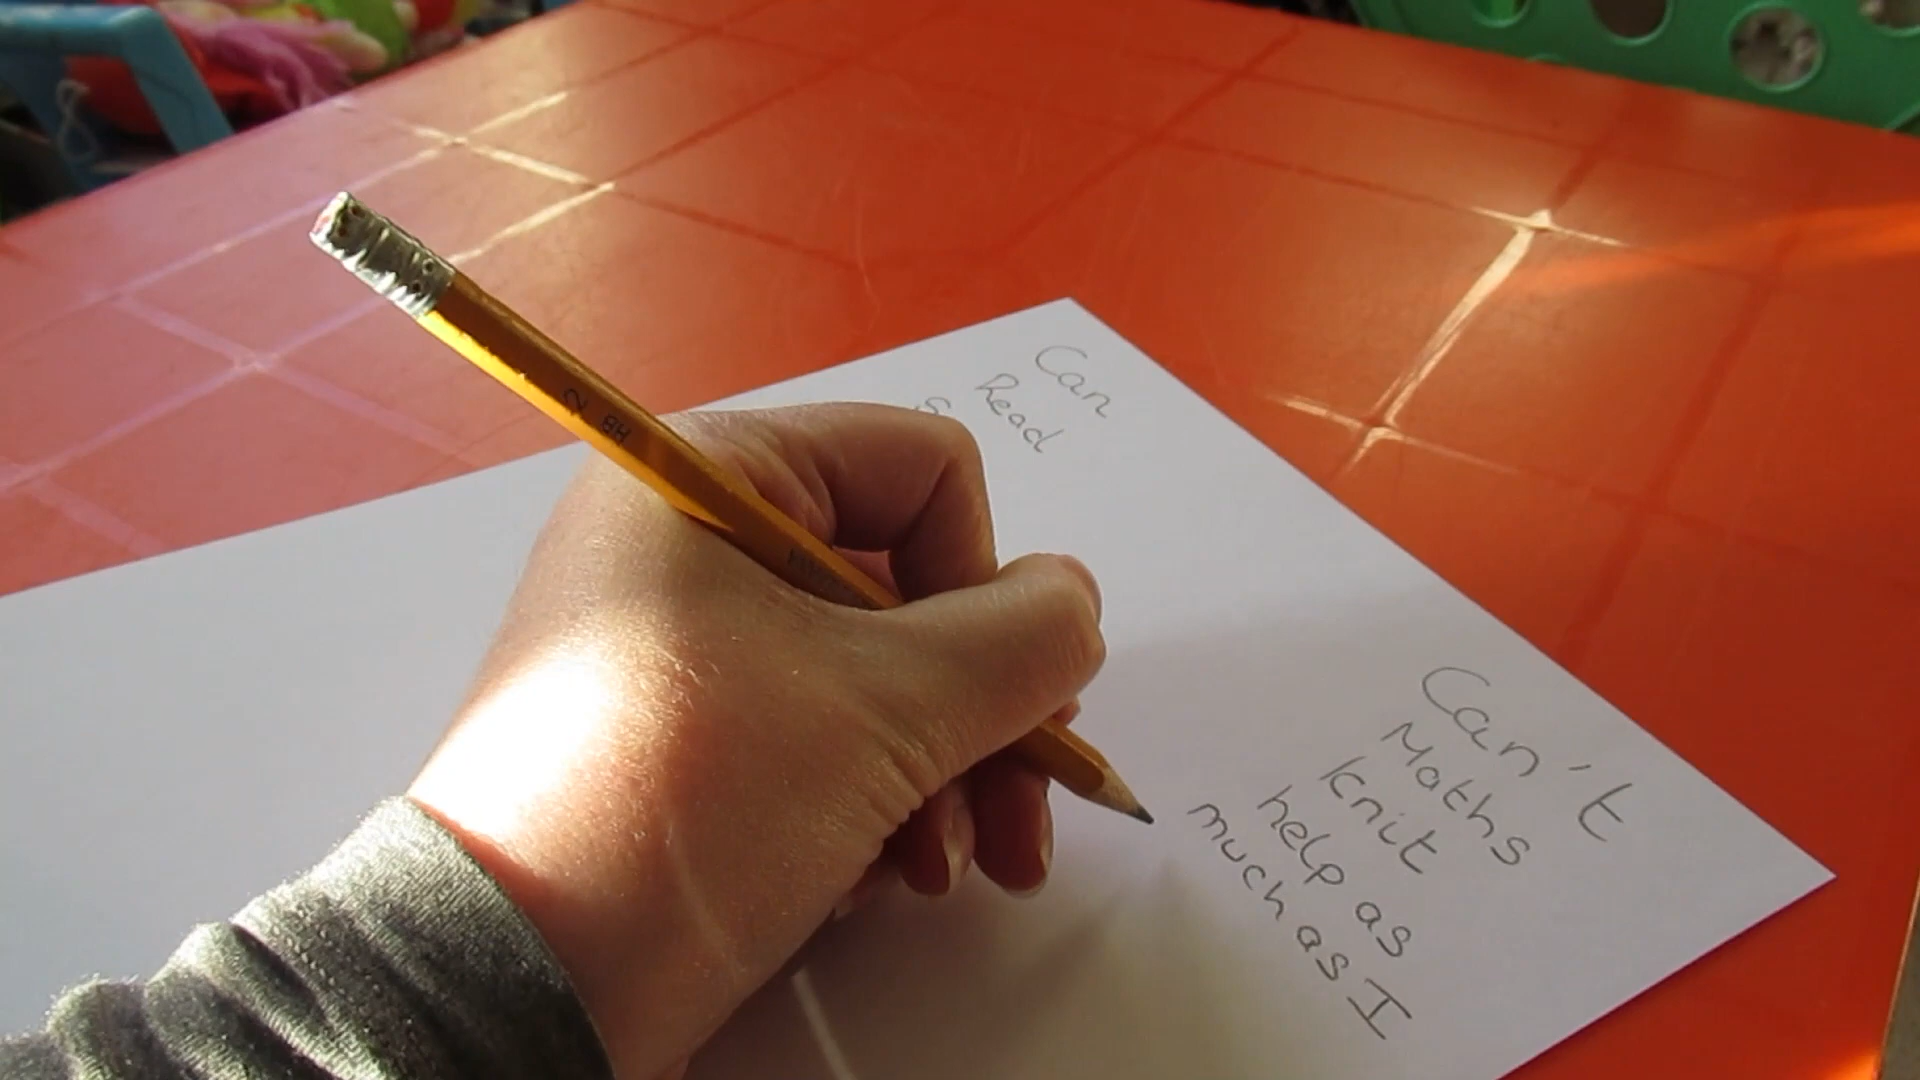 Can
Read
s
Can't
Maths
knit
help as
much as I
HB 2